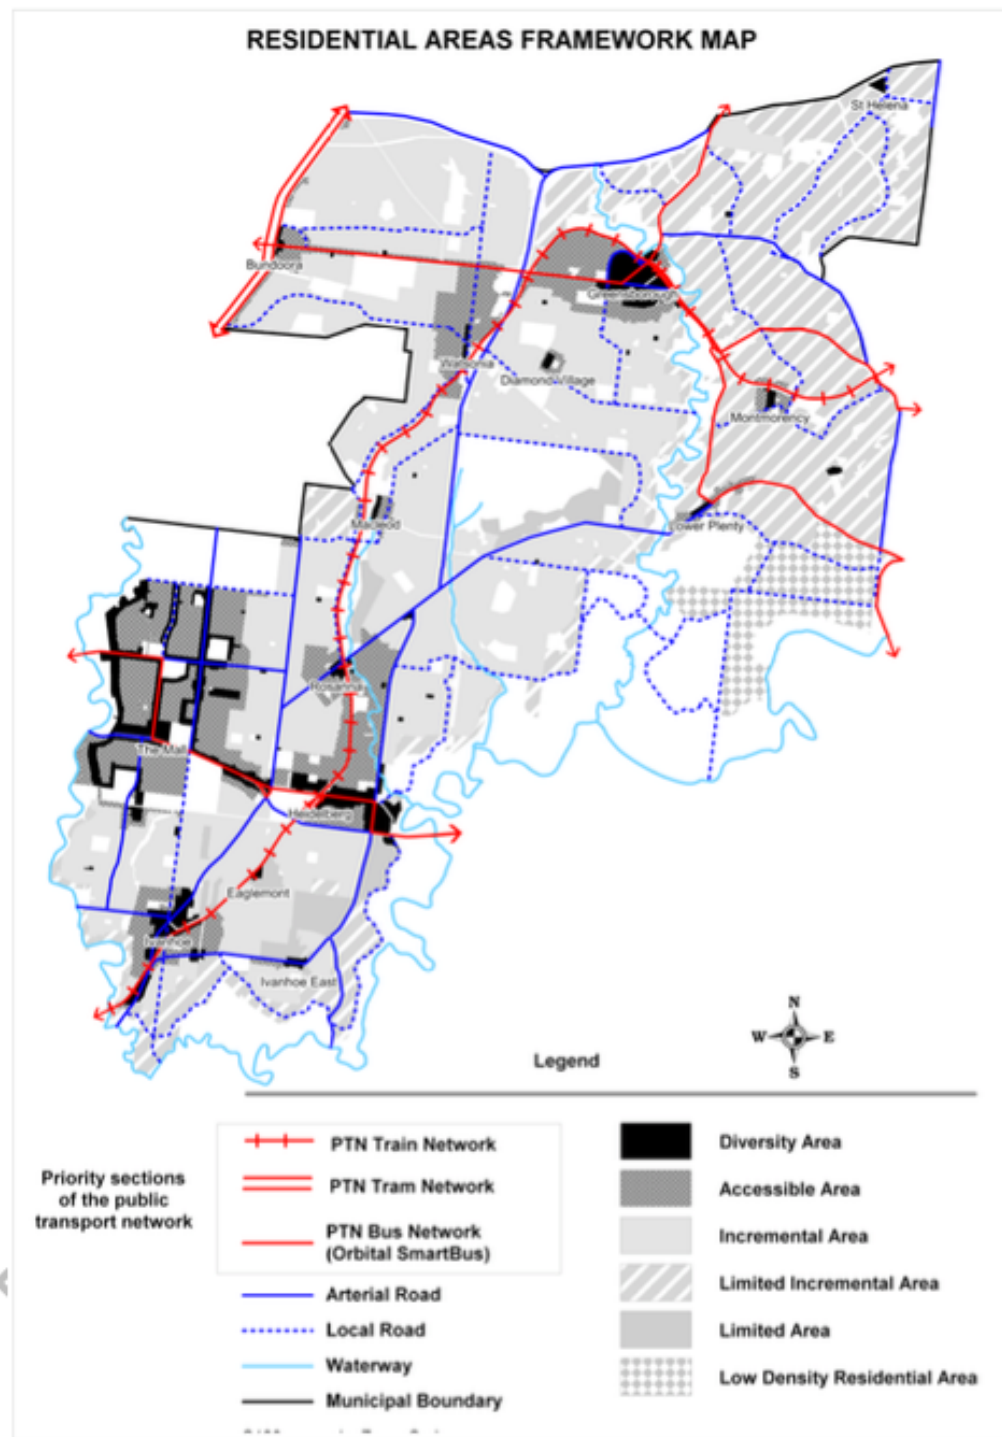 RESIDENTIAL AREAS FRAMEWORK MAP
St Helena
Bundoora
Greensborough
Watsonia
Diamond Village
Montmorency
Macleod
Lower Plenty
Rosanna
The Mall
Heidelberg
Eaglemont
Ivanhoe
Ivanhoe East
N
W
E
S
Legend
Priority sections
of the public
transport network
PTN Train Network
PTN Tram Network
PTN Bus Network
(Orbital SmartBus)
Arterial Road
Local Road
Waterway
Municipal Boundary
Diversity Area
Accessible Area
Incremental Area
Limited Incremental Area
Limited Area
Low Density Residential Area